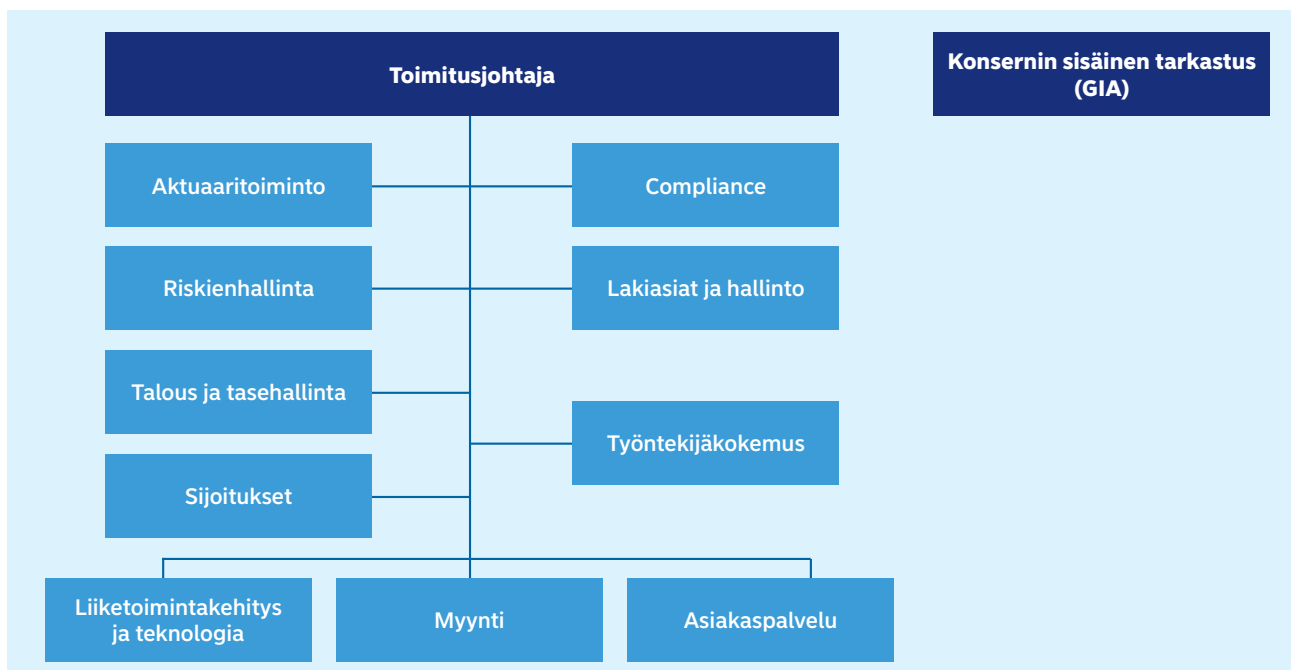 Toimitusjohtaja
Konsernin sisäinen tarkastus
(GIA)
Aktuaaritoiminto
Compliance
Riskienhallinta
Lakiasiat ja hallinto
Talous ja tasehallinta
Työntekijäkokemus
Sijoitukset
Liiketoimintakehitys
ja teknologia
Myynti
Asiakaspalvelu